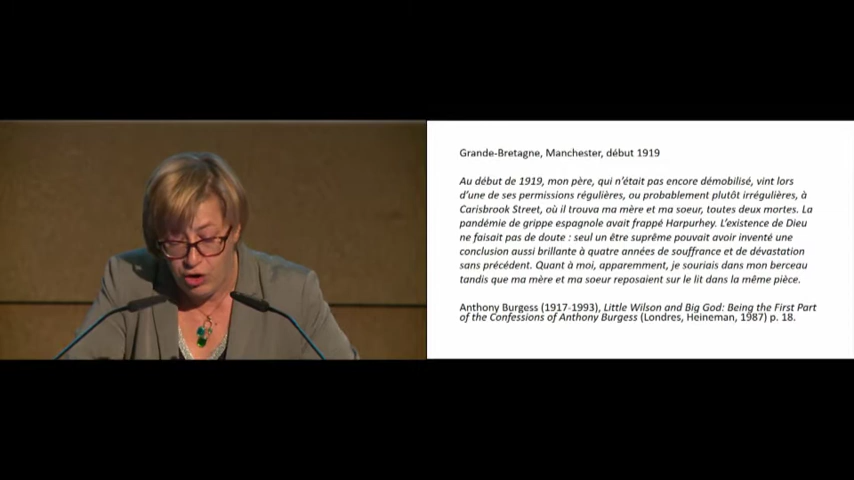 Grande-Bretagne, Manchester, début 1919
Au début de 1919, mon père, qui n'était pas encore démobilisé, vint lors
d'une de ses permissions régulières, ou probablement plutôt irrégulières, à
Carisbrook Street, où il trouva ma mère et ma soeur, toutes deux mortes. La
pandémie de grippe espagnole avait frappé Harpurhey. L'existence de Dieu
ne faisait pas de doute : seul un être suprême pouvait avoir inventé une
conclusion aussi brillante à quatre années de souffrance et de dévastation
sans précédent. Quant à moi, apparemment, je souriais dans mon berceau
tandis que ma mère et ma soeur reposaient sur le lit dans la même pièce.
Anthony Burgess (1917-1993), Little Wilson and Big God: Being the First Part
of the Confessions of Anthony Burgess (Londres, Heineman, 1987) p. 18.